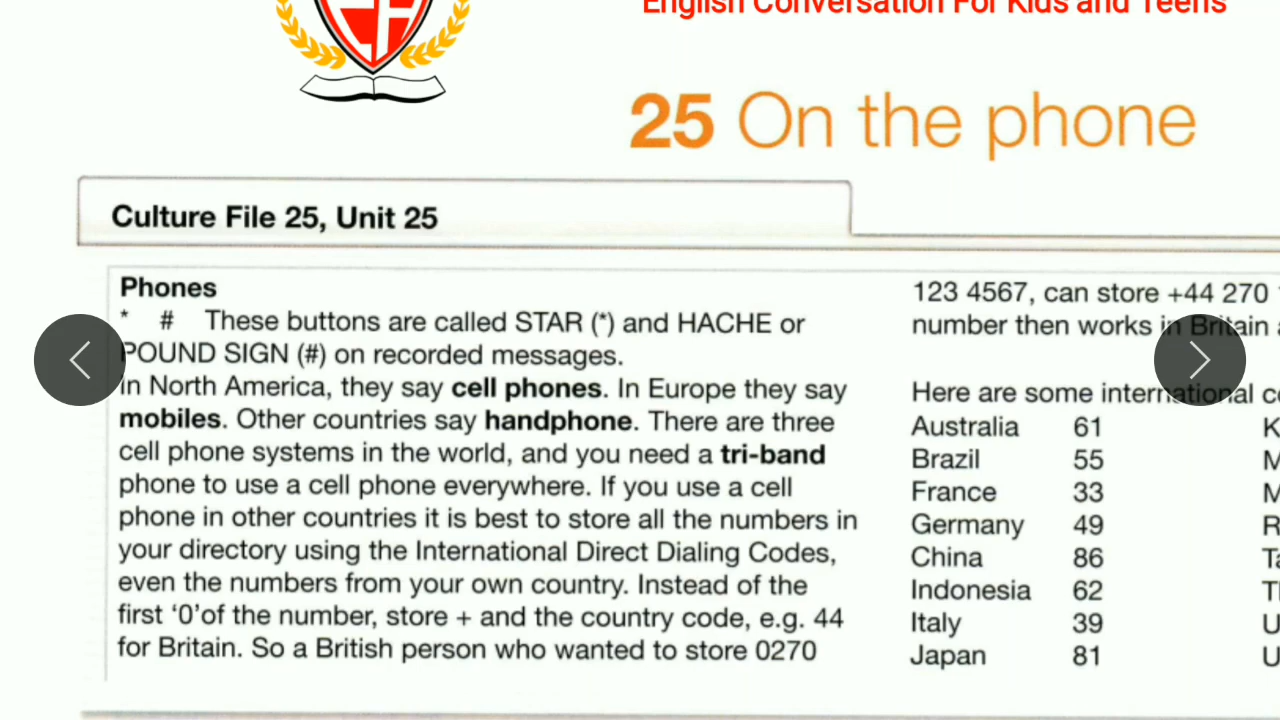 English Conversation For Kids and Teens
25 On the phone
Culture File 25, Unit 25
Phones
* # These buttons are called STAR (*) and HACHE or
POUND SIGN (#) on recorded messages.
In North America, they say cell phones. In Europe they say
mobiles. Other countries say handphone. There are three
cell phone systems in the world, and you need a tri-band
phone to use a cell phone everywhere. If you use a cell
phone in other countries it is best to store all the numbers in
your directory using the International Direct Dialing Codes,
even the numbers from your own country. Instead of the
first ‘0’of the number, store + and the country code, e.g. 44
for Britain. So a British person who wanted to store 0270
123 4567, can store +44 270
number then works in Britain
Here are some international
Australia 61
Brazil 55
France 33
Germany 49
China 86
Indonesia 62
Italy 39
Japan 81